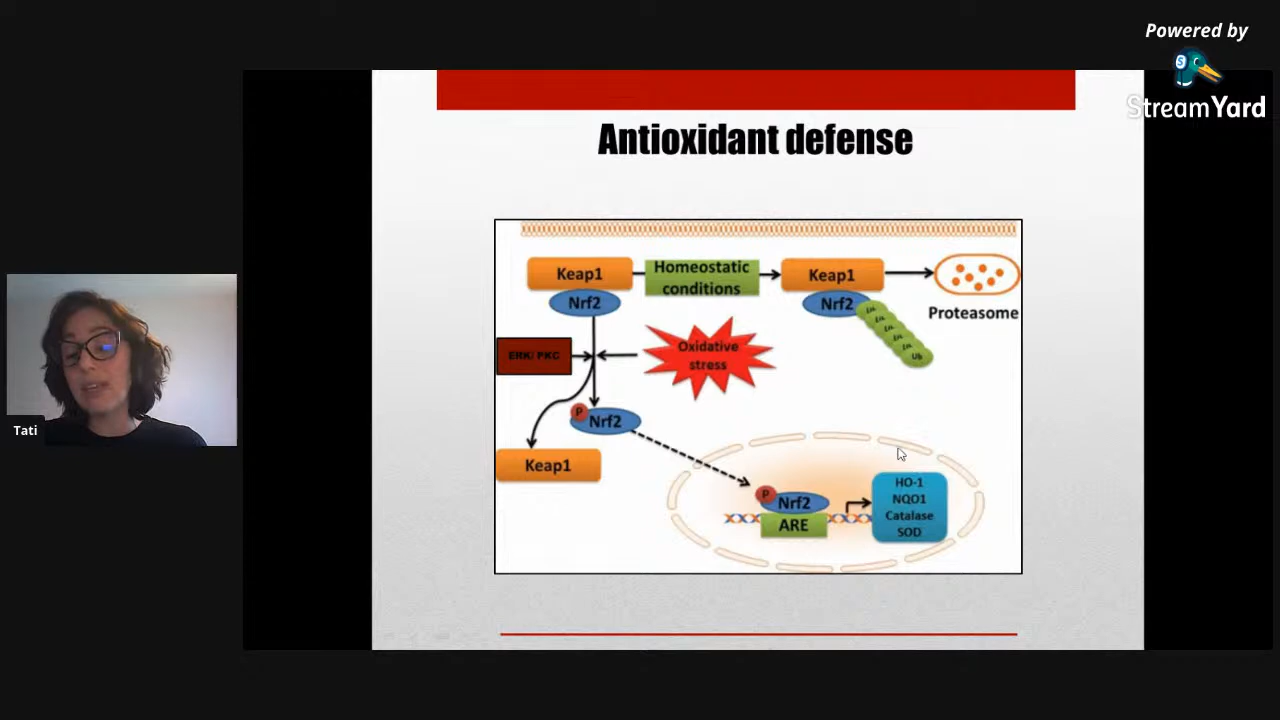 Powered by
StreamYard
Antioxidant defense
Keap1
Homeostatic
conditions
Keap1
Nrf2
Nrf2
Proteasome
Ub
ERK/ PKC
Oxidative
stress
P
Nrf2
Keap1
P
Nrf2
ARE
HO-1
NQO1
Catalase
SOD
Tati